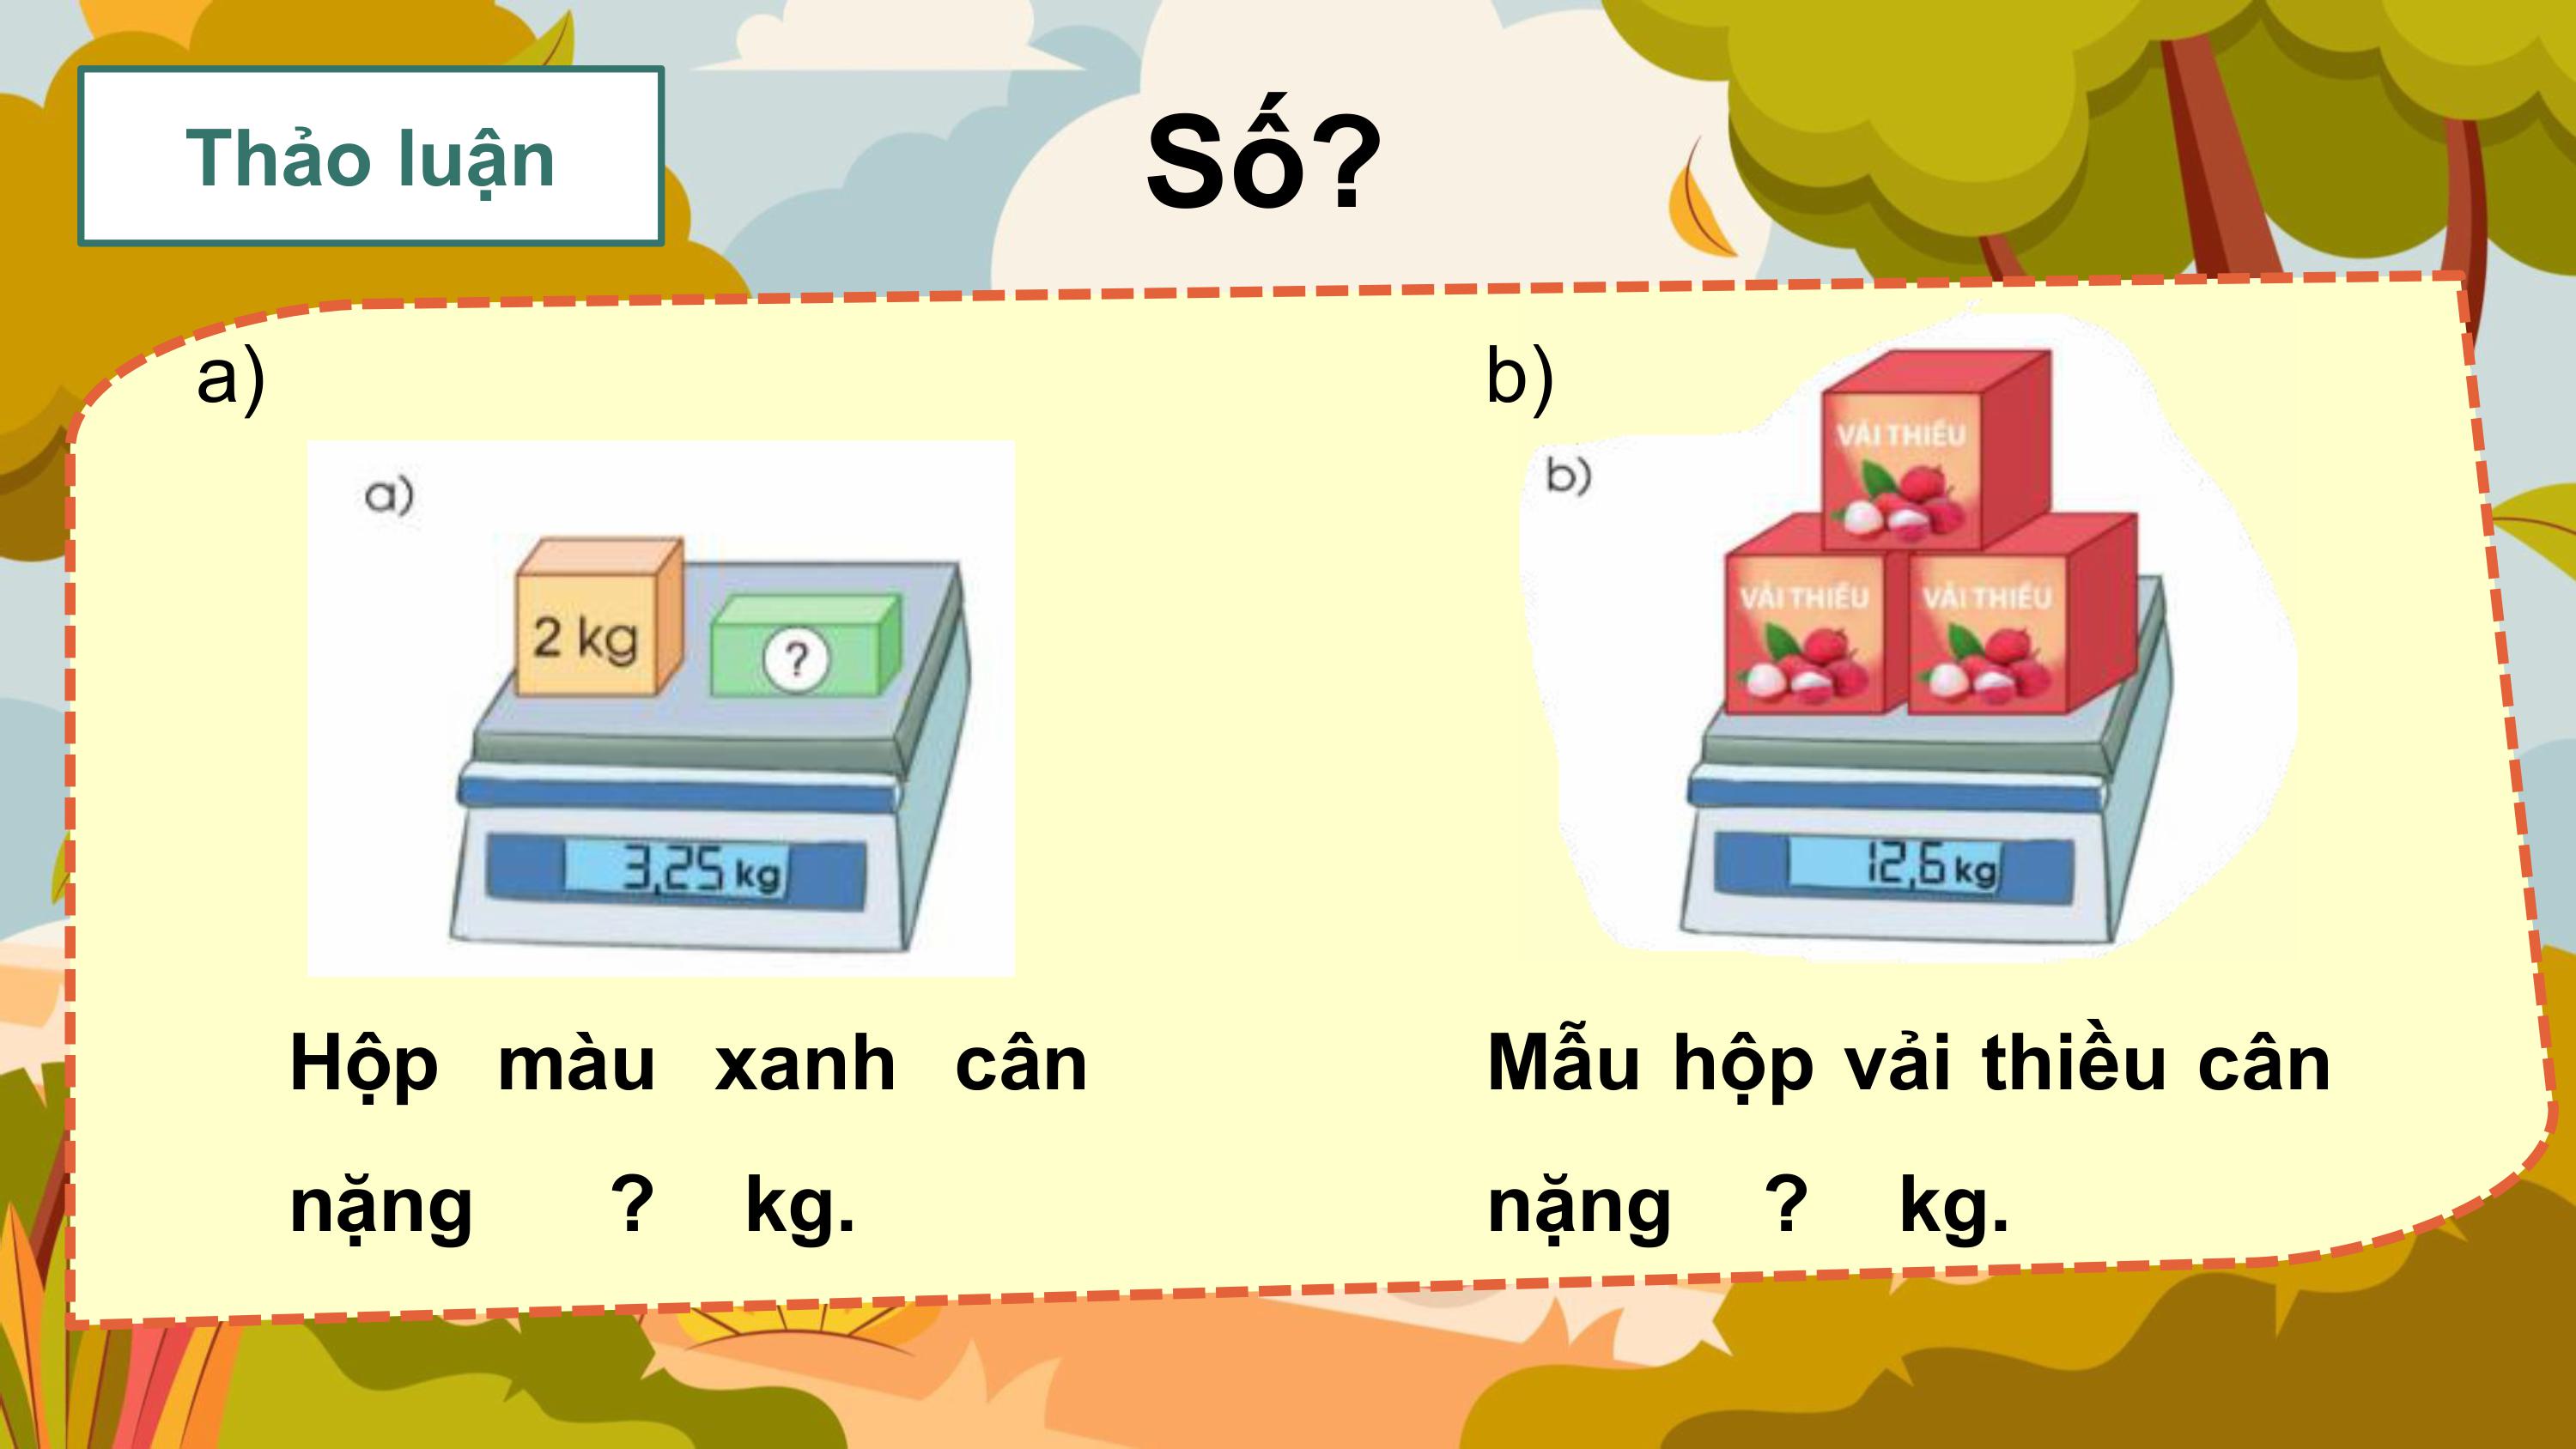 Thảo luận
Số?
a)
b)
a)
2 kg
?
3,25 kg
b)
VẢI THIỀU
VẢI THIỀU
VẢI THIỀU
12,6 kg
Hộp màu xanh cân
nặng ? kg.
Mẫu hộp vải thiều cân
nặng ? kg.